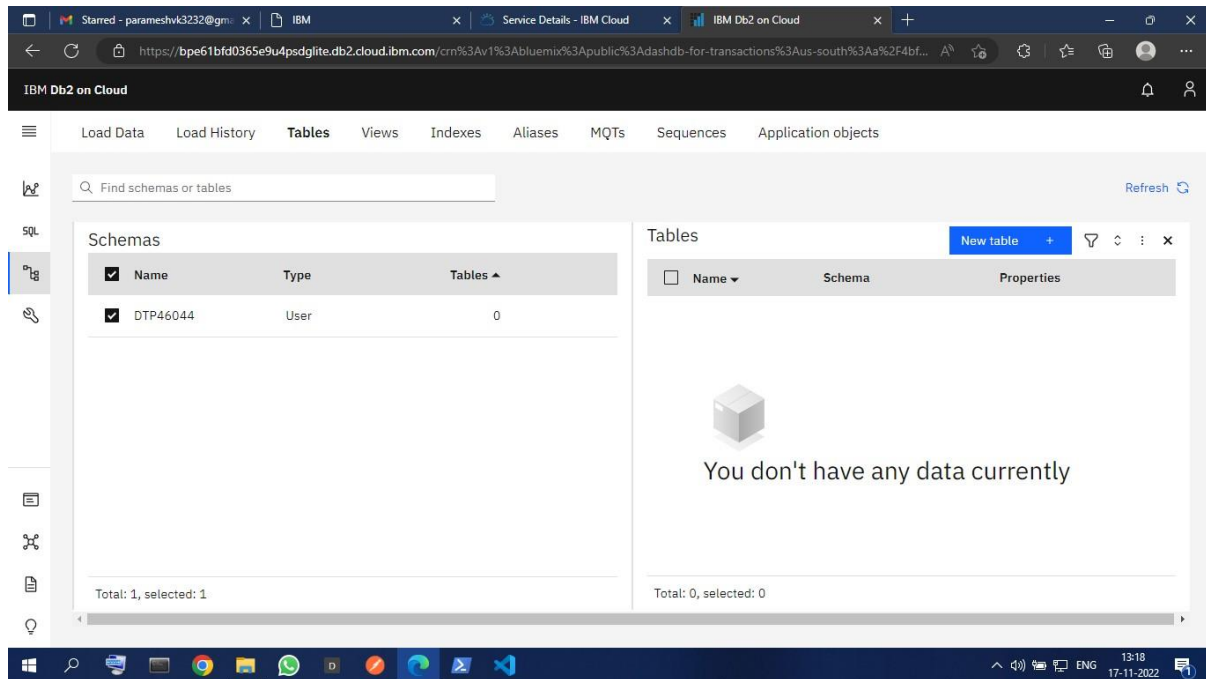 Starred - parameshvk3232@gma
IBM
Service Details - IBM Cloud
IBM Db2 on Cloud
https://bpe61bfd0365e9u4psdglite.db2.cloud.ibm.com/crn%3Av1%3Abluemix%3Apublic%3Adashdb-for-transactions%3Aus-south%3Aa%2F4bf...
IBM Db2 on Cloud
Load Data Load History Tables Views Indexes Aliases MQTs Sequences Application objects
Find schemas or tables
Refresh
SQL
Schemas
Name Type Tables
DTP46044 User 0
Total: 1, selected: 1
Tables
New table +
Name Schema Properties
You don't have any data currently
Total: 0, selected: 0
D
ENG
13:18
17-11-2022
1